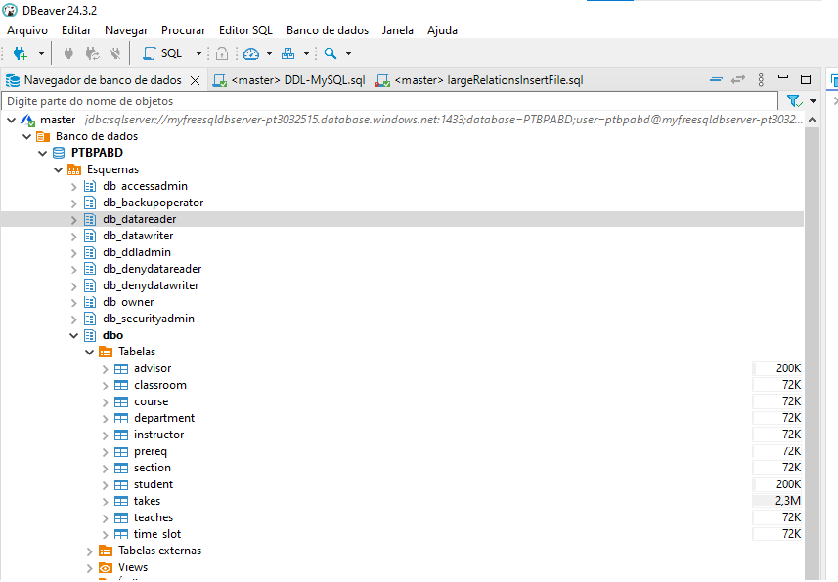 DBeaver 24.3.2
Arquivo Editar Navegar Procurar Editor SQL Banco de dados Janela Ajuda
SQL
Navegador de banco de dados <master> DDL-MySQL.sql <master> largeRelationsInsertFile.sql
Digite parte do nome de objetos
master jdbc:sqlserver://myfreesqldbserver-pt3032515.database.windows.net:1433;database=PTBPABD;user=ptbpabd@myfreesqldbserver-pt3032...
Banco de dados
PTBPABD
Esquemas
db_accessadmin
db_backupoperator
db_datareader
db_datawriter
db_ddladmin
db_denydatareader
db_denydatawriter
db_owner
db_securityadmin
dbo
Tabelas
advisor 200K
classroom 72K
course 72K
department 72K
instructor 72K
prereq 72K
section 72K
student 200K
takes 2,3M
teaches 72K
time_slot 72K
Tabelas externas
Views